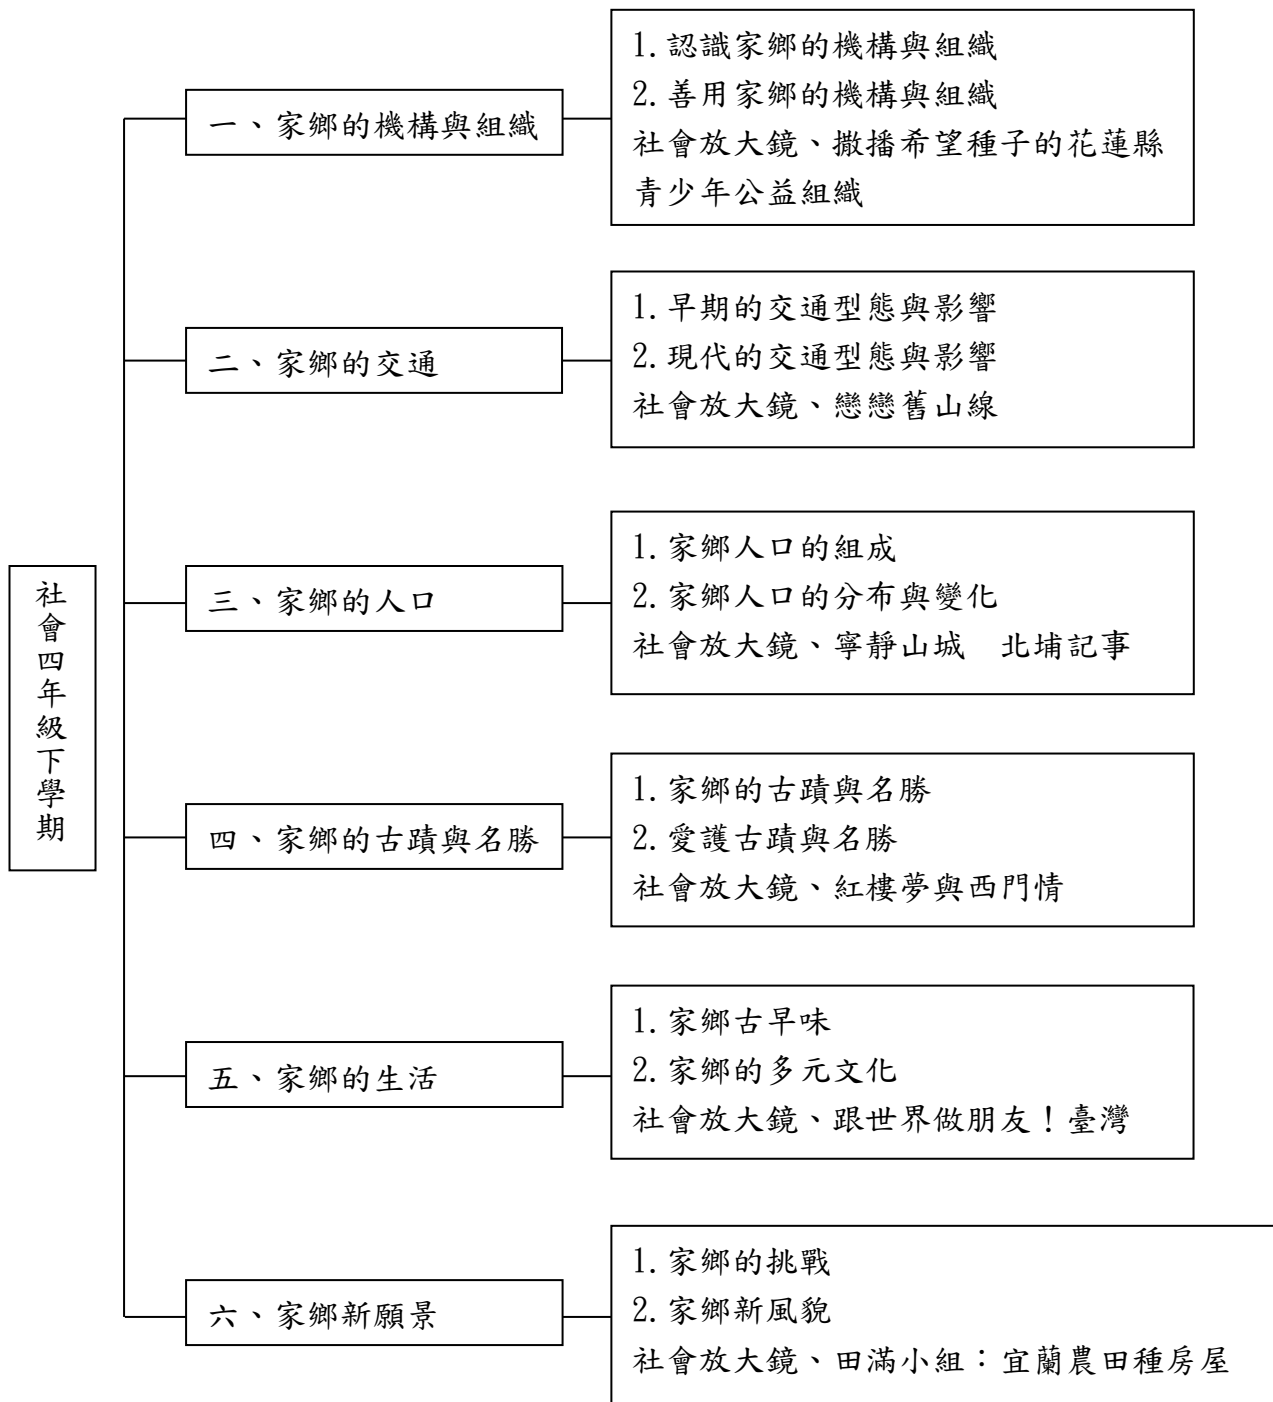 社會四年級下學期
一、家鄉的機構與組織
1.認識家鄉的機構與組織
2.善用家鄉的機構與組織
社會放大鏡、撒播希望種子的花蓮縣
青少年公益組織
二、家鄉的交通
1.早期的交通型態與影響
2.現代的交通型態與影響
社會放大鏡、戀戀舊山線
三、家鄉的人口
1.家鄉人口的組成
2.家鄉人口的分布與變化
社會放大鏡、寧靜山城　北埔記事
四、家鄉的古蹟與名勝
1.家鄉的古蹟與名勝
2.愛護古蹟與名勝
社會放大鏡、紅樓夢與西門情
五、家鄉的生活
1.家鄉古早味
2.家鄉的多元文化
社會放大鏡、跟世界做朋友！臺灣
六、家鄉新願景
1.家鄉的挑戰
2.家鄉新風貌
社會放大鏡、田滿小組：宜蘭農田種房屋